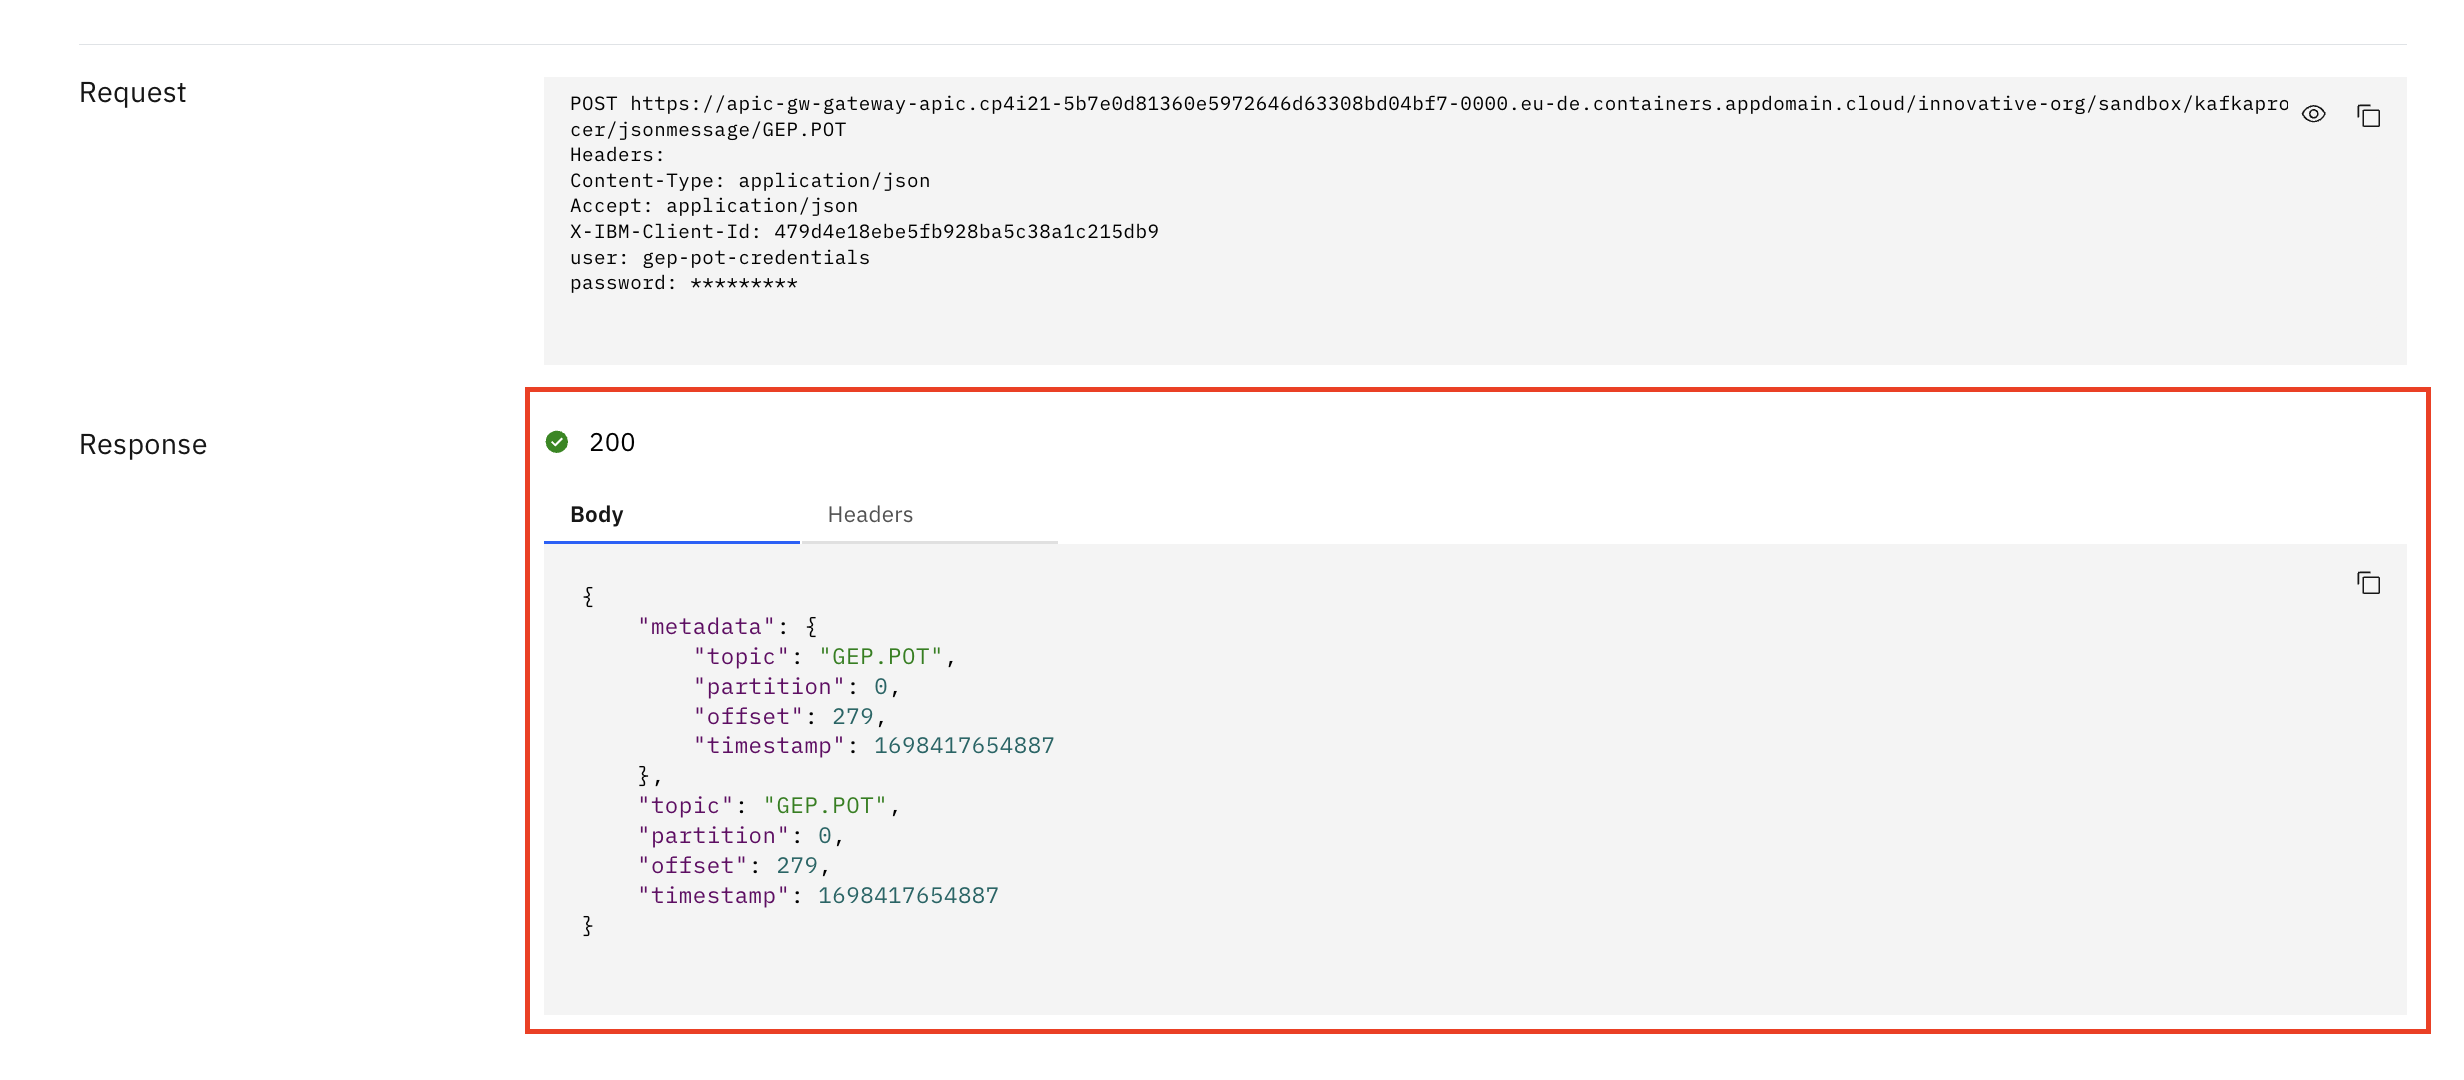 Request
POST https://apic-gw-gateway-apic.cp4i21-5b7e0d81360e5972646d63308bd04bf7-0000.eu-de.containers.appdomain.cloud/innovative-org/sandbox/kafkapro
cer/jsonmessage/GEP.POT
Headers:
Content-Type: application/json
Accept: application/json
X-IBM-Client-Id: 479d4e18ebe5fb928ba5c38a1c215db9
user: gep-pot-credentials
password: *********
Response
200
Body Headers
{
"metadata": {
"topic": "GEP.POT",
"partition": 0,
"offset": 279,
"timestamp": 1698417654887
},
"topic": "GEP.POT",
"partition": 0,
"offset": 279,
"timestamp": 1698417654887
}